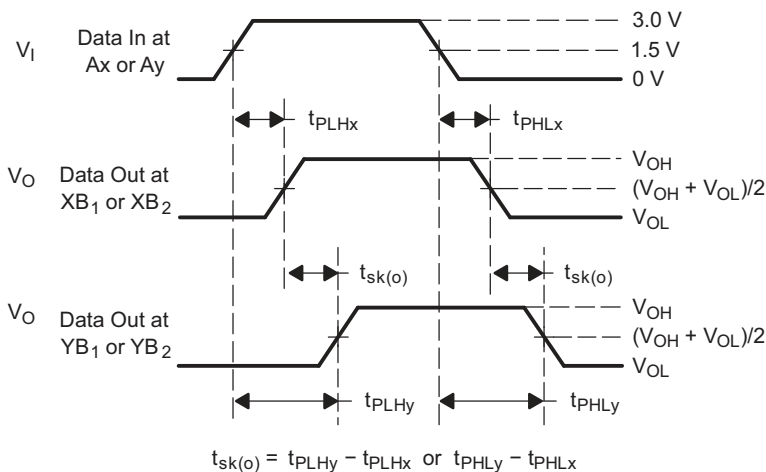 V_I
Data In at
Ax or Ay
3.0 V
1.5 V
0 V
t_PLHx
t_PHLx
V_O
Data Out at
XB_1 or XB_2
V_OH
(V_OH + V_OL)/2
V_OL
t_sk(o)
t_sk(o)
V_O
Data Out at
YB_1 or YB_2
V_OH
(V_OH + V_OL)/2
V_OL
t_PLHy
t_PHLy
t_sk(o) = t_PLHy − t_PLHx or t_PHLy − t_PHLx